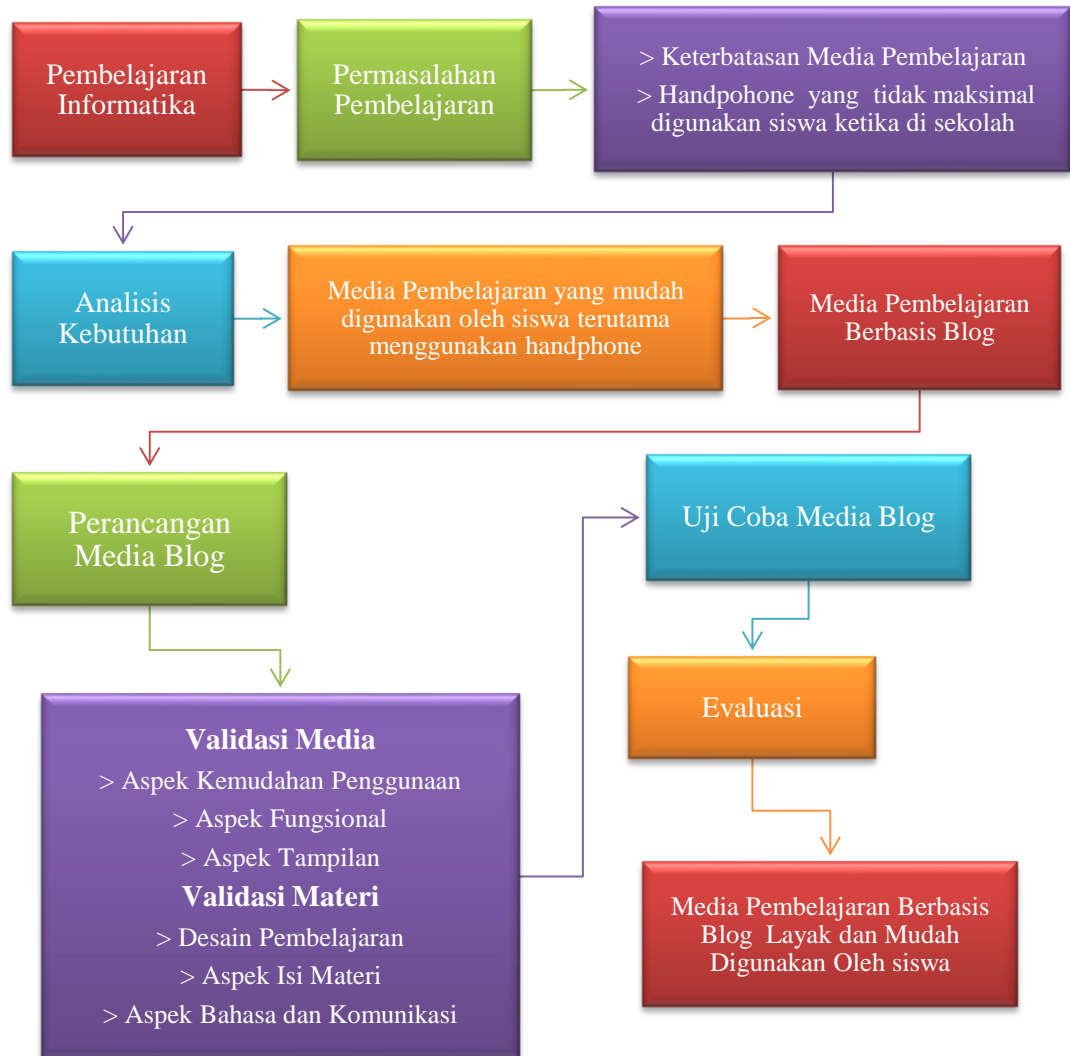 Pembelajaran
Informatika
Permasalahan
Pembelajaran
> Keterbatasan Media Pembelajaran
> Handpohone yang tidak maksimal
digunakan siswa ketika di sekolah
Analisis
Kebutuhan
Media Pembelajaran yang mudah
digunakan oleh siswa terutama
menggunakan handphone
Media Pembelajaran
Berbasis Blog
Perancangan
Media Blog
Validasi Media
> Aspek Kemudahan Penggunaan
> Aspek Fungsional
> Aspek Tampilan
Validasi Materi
> Desain Pembelajaran
> Aspek Isi Materi
> Aspek Bahasa dan Komunikasi
Uji Coba Media Blog
Evaluasi
Media Pembelajaran Berbasis
Blog Layak dan Mudah
Digunakan Oleh siswa